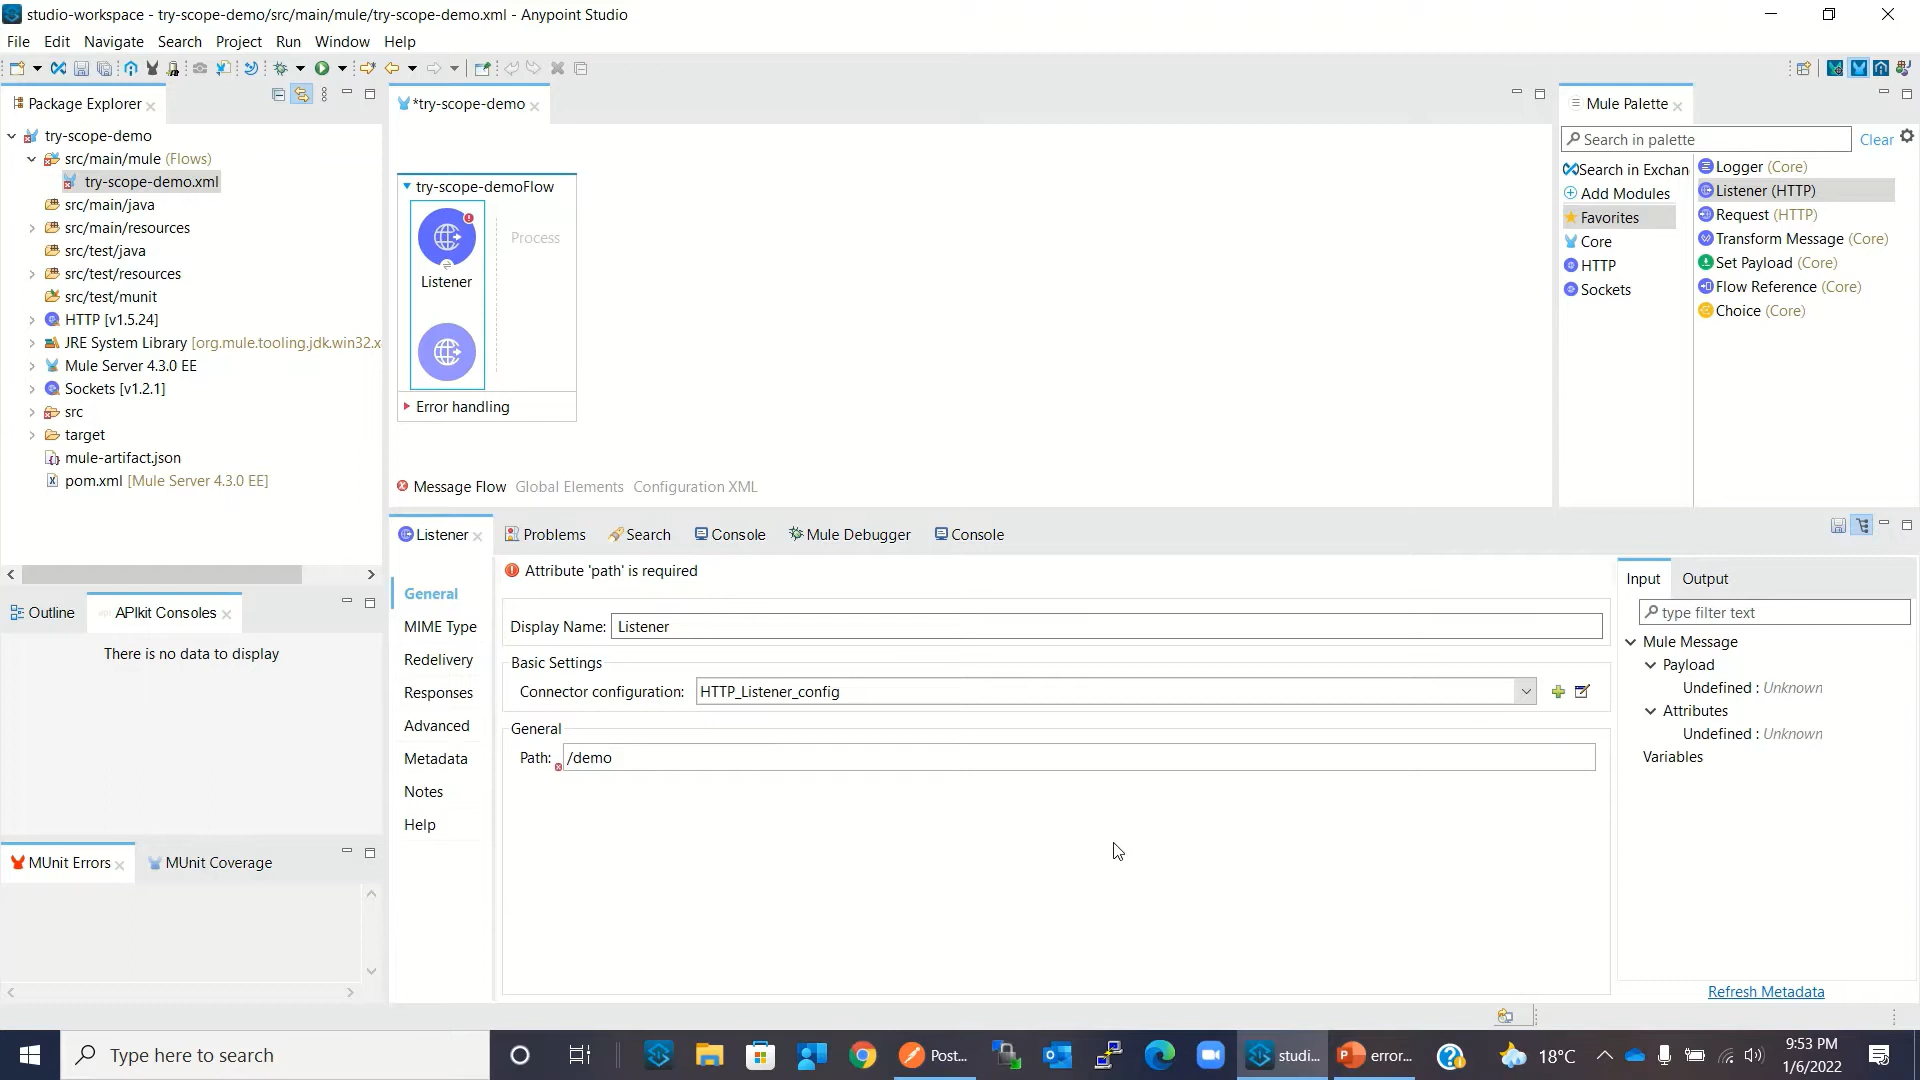 studio-workspace - try-scope-demo/src/main/mule/try-scope-demo.xml - Anypoint Studio
File Edit Navigate Search Project Run Window Help
Package Explorer
try-scope-demo
src/main/mule (Flows)
try-scope-demo.xml
src/main/java
src/main/resources
src/test/java
src/test/resources
src/test/munit
HTTP [v1.5.24]
JRE System Library [org.mule.tooling.jdk.win32.x
Mule Server 4.3.0 EE
Sockets [v1.2.1]
src
target
mule-artifact.json
pom.xml [Mule Server 4.3.0 EE]
*try-scope-demo
try-scope-demoFlow
Process
Listener
Error handling
Message Flow Global Elements Configuration XML
Mule Palette
Search in palette
Clear
Search in Exchan
Add Modules
Favorites
Core
HTTP
Sockets
Logger (Core)
Listener (HTTP)
Request (HTTP)
Transform Message (Core)
Set Payload (Core)
Flow Reference (Core)
Choice (Core)
Outline
APIkit Consoles
There is no data to display
MUnit Errors
MUnit Coverage
Listener Problems Search Console Mule Debugger Console
General
MIME Type
Redelivery
Responses
Advanced
Metadata
Notes
Help
Attribute 'path' is required
Display Name: Listener
Basic Settings
Connector configuration: HTTP_Listener_config
General
Path: /demo
Input Output
type filter text
Mule Message
Payload
Undefined : Unknown
Attributes
Undefined : Unknown
Variables
Refresh Metadata
Type here to search
Post...
studi...
error...
18°C
9:53 PM
1/6/2022